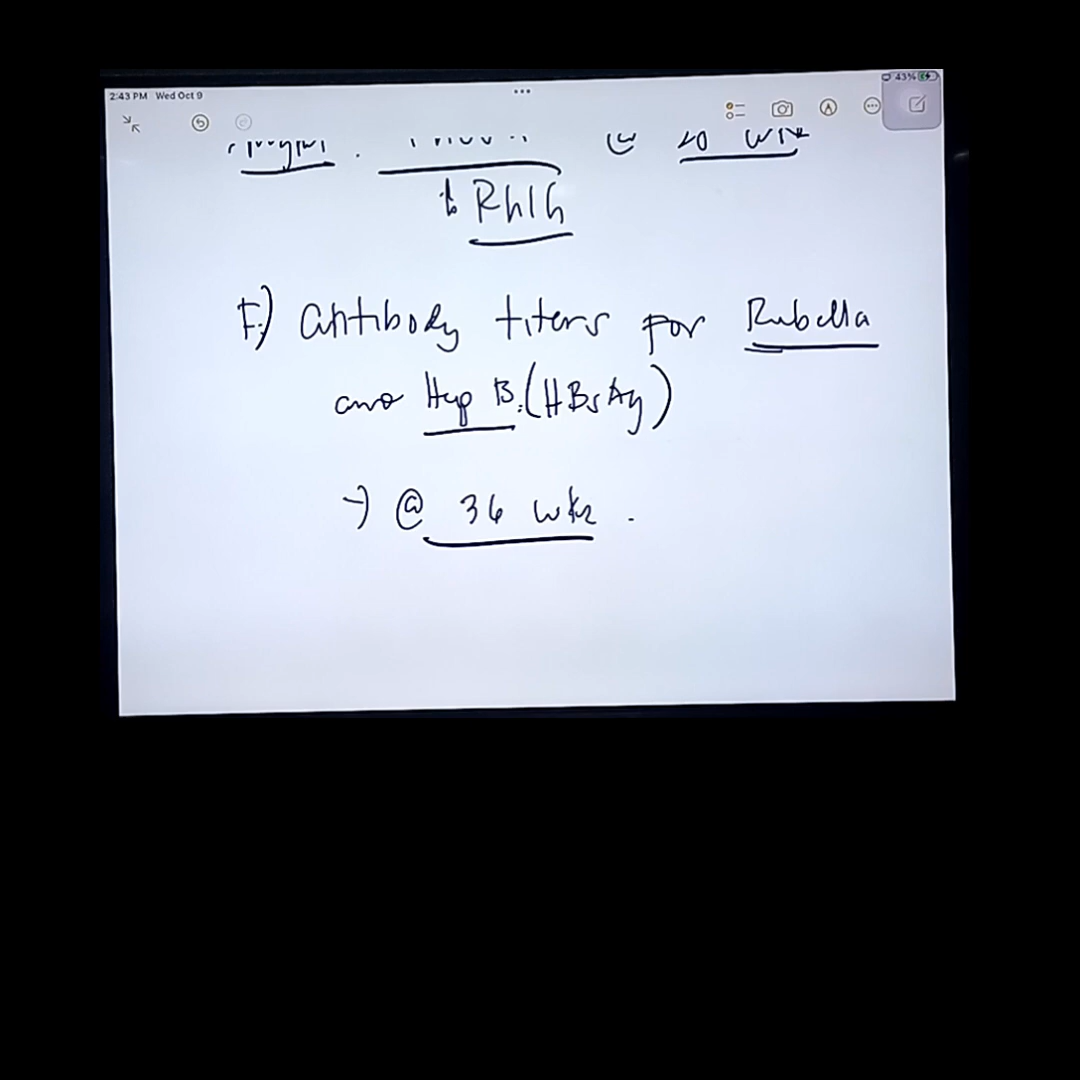 2:43 PM Wed Oct 9
43%
to RhIG
F.) Antibody titers for Rubella
and Hep B. (HBsAg)
→ @ 36 wks.